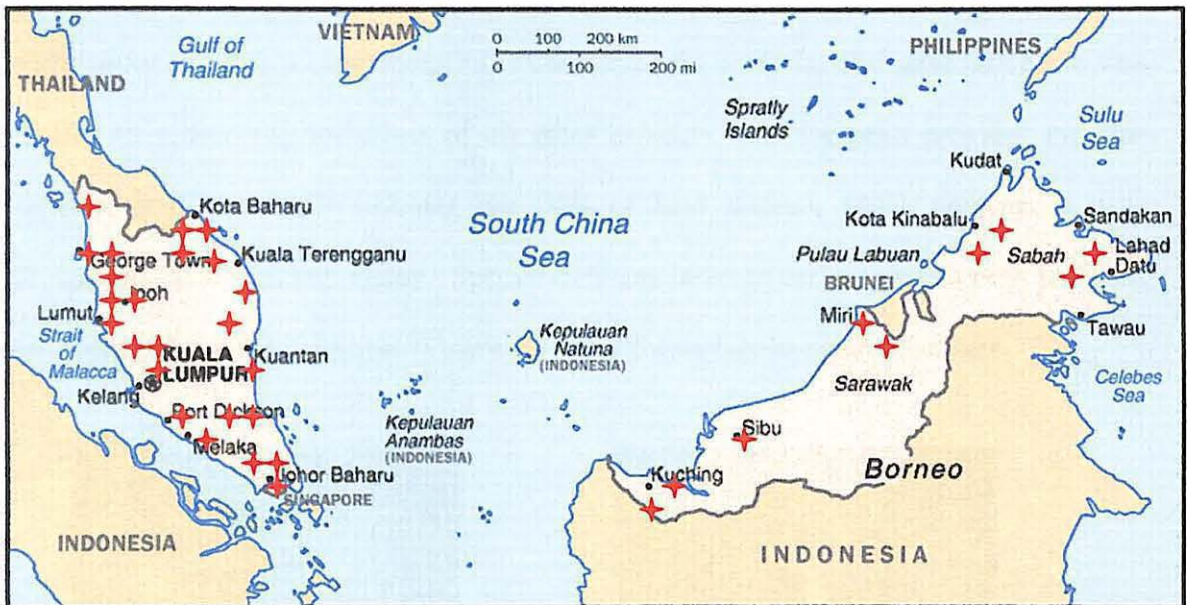 VIETNAM
Gulf of
Thailand
THAILAND
0 100 200 km
0 100 200 mi
PHILIPPINES
Spratly
Islands
Sulu
Sea
Kudat
Kota Baharu
South China
Sea
Kota Kinabalu
Sandakan
George Town
Kuala Terengganu
Pulau Labuan
Sabah
Lahad
Datu
BRUNEI
Ipoh
Lumut
Miri
Tawau
Strait
of
Malacca
KUALA
LUMPUR
Kuantan
Kepulauan
Natuna
(INDONESIA)
Sarawak
Celebes
Sea
Kelang
Port Dickson
Melaka
Kepulauan
Anambas
(INDONESIA)
Sibu
Johor Baharu
SINGAPORE
Kuching
Borneo
INDONESIA
INDONESIA